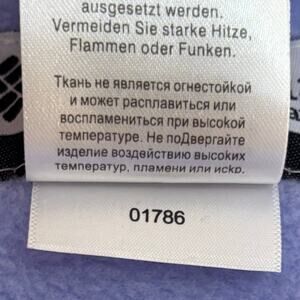 ausgesetzt werden.
Vermeiden Sie starke Hitze,
Flammen oder Funken.
Ткань не является огнестойкой
и может расплавиться или
воспламениться при высокой
температуре. Не поДвергайте
изделие воздействию высоких
температур, пламени или искр.
01786